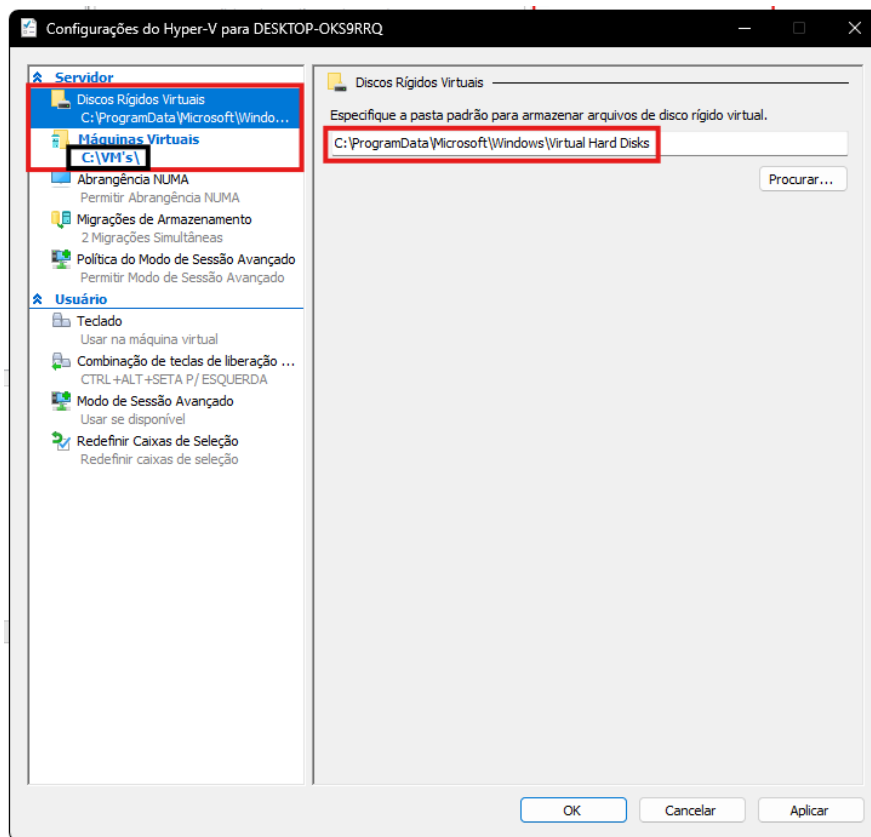 Configurações do Hyper-V para DESKTOP-OKS9RRQ
Servidor
Discos Rígidos Virtuais
C:\ProgramData\Microsoft\Windo...
Máquinas Virtuais
C:\VM's\
Abrangência NUMA
Permitir Abrangência NUMA
Migrações de Armazenamento
2 Migrações Simultâneas
Política do Modo de Sessão Avançado
Permitir Modo de Sessão Avançado
Usuário
Teclado
Usar na máquina virtual
Combinação de teclas de liberação ...
CTRL+ALT+SETA P/ ESQUERDA
Modo de Sessão Avançado
Usar se disponível
Redefinir Caixas de Seleção
Redefinir caixas de seleção
Discos Rígidos Virtuais
Especifique a pasta padrão para armazenar arquivos de disco rígido virtual.
C:\ProgramData\Microsoft\Windows\Virtual Hard Disks
Procurar...
OK
Cancelar
Aplicar